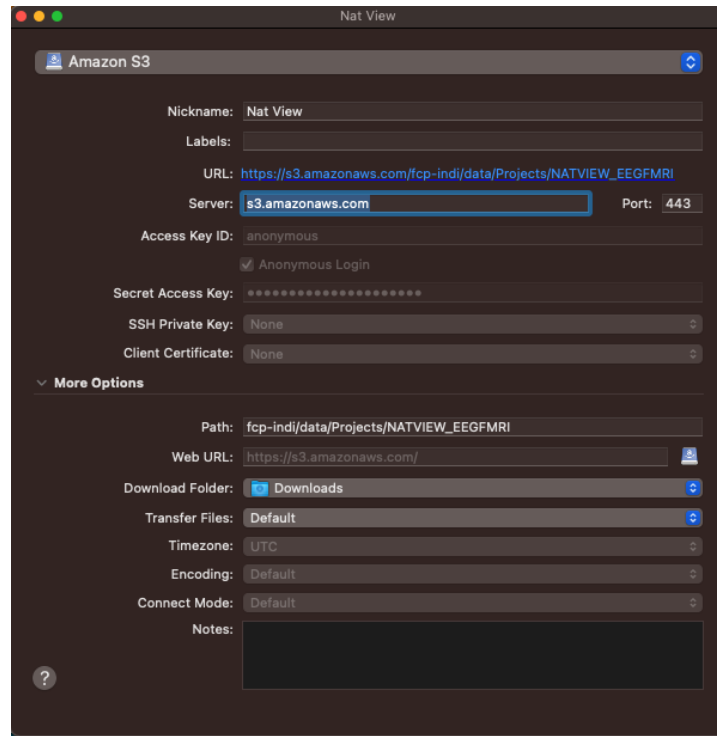 Nat View
Amazon S3
Nickname: Nat View
Labels:
URL: https://s3.amazonaws.com/fcp-indi/data/Projects/NATVIEW_EEGFMRI
Server: s3.amazonaws.com Port: 443
Access Key ID: anonymous
Anonymous Login
Secret Access Key: •••••••••••••••••••••
SSH Private Key: None
Client Certificate: None
More Options
Path: fcp-indi/data/Projects/NATVIEW_EEGFMRI
Web URL: https://s3.amazonaws.com/
Download Folder: Downloads
Transfer Files: Default
Timezone: UTC
Encoding: Default
Connect Mode: Default
Notes:
?